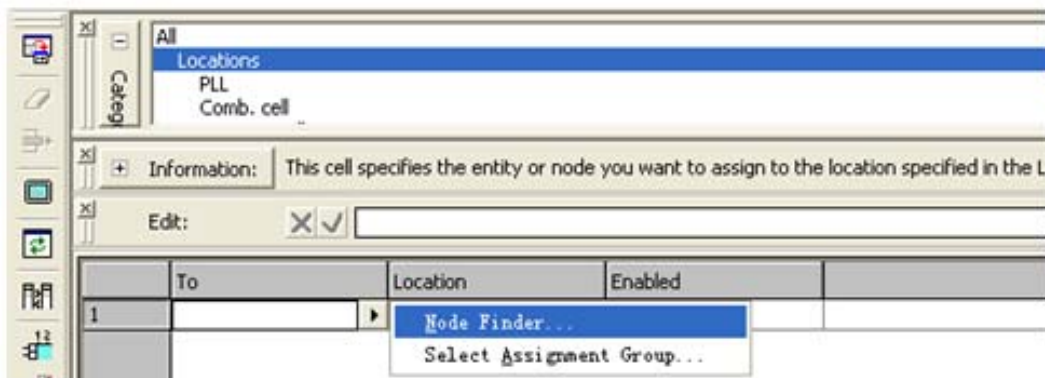 All
Locations
PLL
Comb. cell
Categ
Information: This cell specifies the entity or node you want to assign to the location specified in the L
Edit:
To Location Enabled
1
Node Finder...
Select Assignment Group...